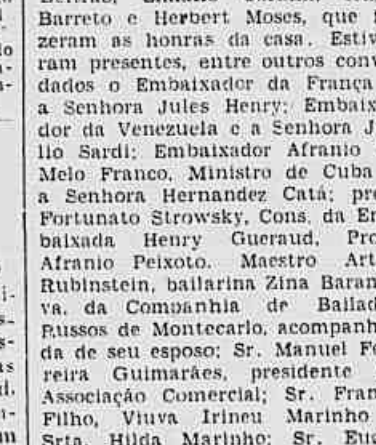 Barreto e Herbert Moses, que
zeram as honras da casa. Estiv
ram presentes, entre outros conv
dados o Embaixador da França
a Senhora Jules Henry; Embaix
dor da Venezuela e a Senhora J
lio Sardi; Embaixador Afranio
Melo Franco, Ministro de Cuba
a Senhora Hernandez Catá; pro
Fortunato Strowsky, Cons. da Em
baixada Henry Gueraud, Pro
Afranio Peixoto. Maestro Art
Rubinstein, bailarina Zina Baran
va, da Companhia de Bailad
Russos de Montecarlo, acompanh
da de seu esposo; Sr. Manuel Fe
reira Guimarães, presidente
Associação Comercial; Sr. Fran
Filho, Viuva Irineu Marinho
Srta. Hilda Marinho; Sr. Eug